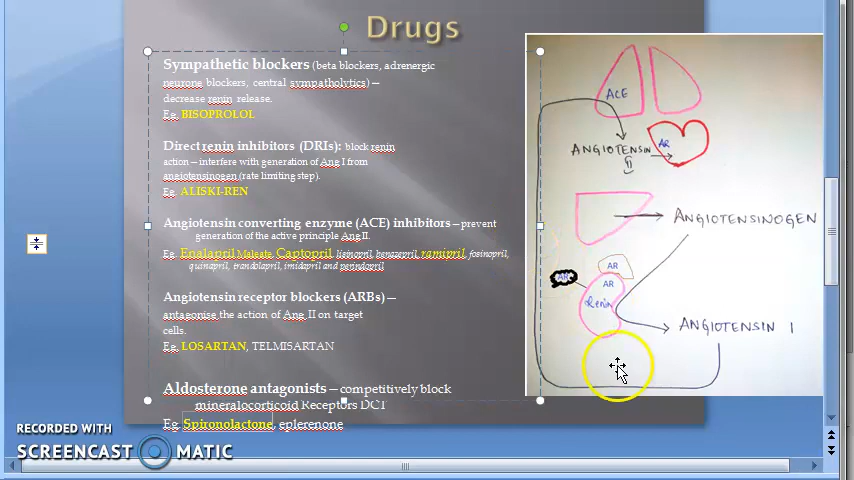 Drugs
Sympathetic blockers (beta blockers, adrenergic
neurone blockers, central sympatholytics) –
decrease renin release.
Eg. BISOPROLOL
Direct renin inhibitors (DRIs): block renin
action – interfere with generation of Ang I from
angiotensinogen (rate limiting step).
Eg. ALISKI-REN
Angiotensin converting enzyme (ACE) inhibitors – prevent
generation of the active principle Ang II.
Eg. Enalapril Maleate, Captopril, lisinopril, benazepril, ramipril, fosinopril,
quinapril, trandolapril, imidapril and perindopril
Angiotensin receptor blockers (ARBs) –
antagonise the action of Ang II on target
cells.
Eg. LOSARTAN, TELMISARTAN
Aldosterone antagonists – competitively block
mineralocorticoid Receptors DCT
Eg. Spironolactone, eplerenone
ACE
ANGIOTENSIN
II
AR
ANGIOTENSINOGEN
AR
AR
Renin
ANGIOTENSIN I
RECORDED WITH
SCREENCAST MATIC